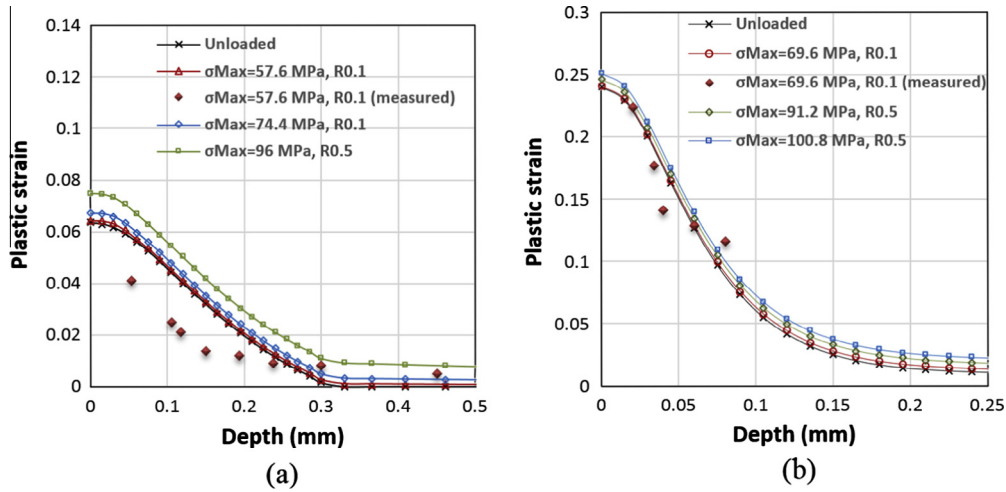 (a)
0.14
0.12
0.1
0.08
0.06
0.04
0.02
0
Plastic strain
Unloaded
σMax=57.6 MPa, R0.1
σMax=57.6 MPa, R0.1 (measured)
σMax=74.4 MPa, R0.1
σMax=96 MPa, R0.5
0 0.1 0.2 0.3 0.4 0.5
Depth (mm)
(a)
(b)
0.3
0.25
0.2
0.15
0.1
0.05
0
Plastic strain
Unloaded
σMax=69.6 MPa, R0.1
σMax=69.6 MPa, R0.1 (measured)
σMax=91.2 MPa, R0.5
σMax=100.8 MPa, R0.5
0 0.05 0.1 0.15 0.2 0.25
Depth (mm)
(b)